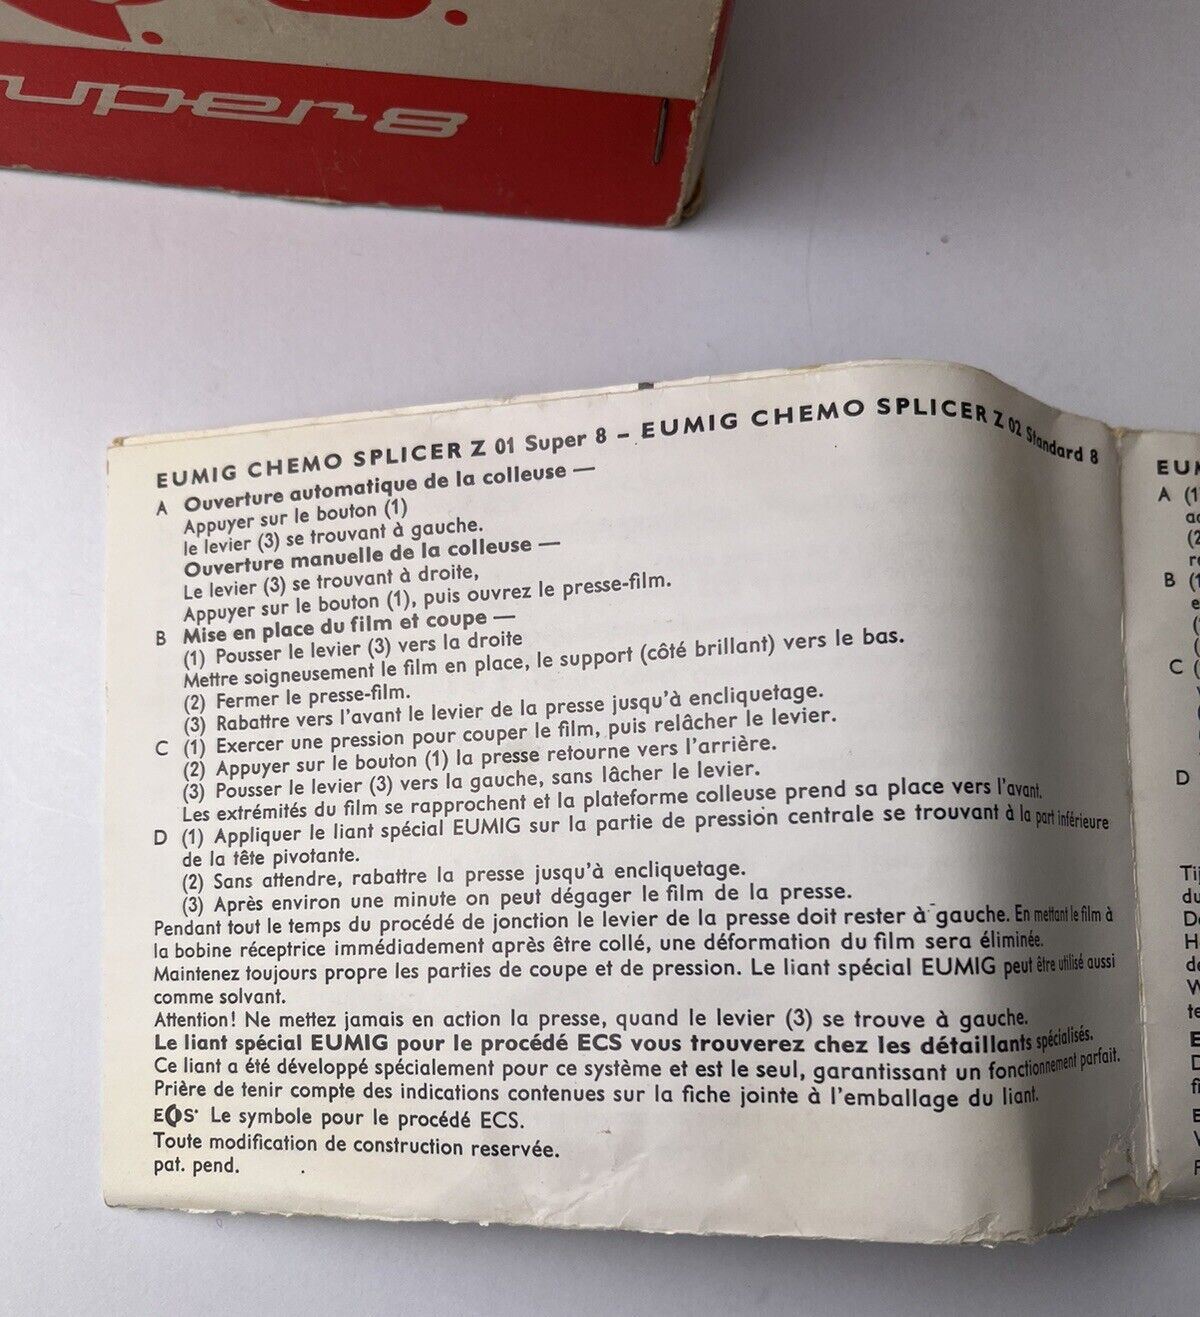 super8
EUMIG CHEMO SPLICER Z 01 Super 8 – EUMIG CHEMO SPLICER Z 02 Standard 8
A Ouverture automatique de la colleuse —
Appuyer sur le bouton (1)
le levier (3) se trouvant à gauche.
Ouverture manuelle de la colleuse —
Le levier (3) se trouvant à droite,
Appuyer sur le bouton (1), puis ouvrez le presse-film.
B Mise en place du film et coupe —
(1) Pousser le levier (3) vers la droite
Mettre soigneusement le film en place, le support (côté brillant) vers le bas.
(2) Fermer le presse-film.
(3) Rabattre vers l'avant le levier de la presse jusqu'à encliquetage.
C (1) Exercer une pression pour couper le film, puis relâcher le levier.
(2) Appuyer sur le bouton (1) la presse retourne vers l'arrière.
(3) Pousser le levier (3) vers la gauche, sans lâcher le levier.
Les extrémités du film se rapprochent et la plateforme colleuse prend sa place vers l'avant.
D (1) Appliquer le liant spécial EUMIG sur la partie de pression centrale se trouvant à la part inférieure
de la tête pivotante.
(2) Sans attendre, rabattre la presse jusqu'à encliquetage.
(3) Après environ une minute on peut dégager le film de la presse.
Pendant tout le temps du procédé de jonction le levier de la presse doit rester à gauche. En mettant le film à
la bobine réceptrice immédiadement après être collé, une déformation du film sera éliminée.
Maintenez toujours propre les parties de coupe et de pression. Le liant spécial EUMIG peut être utilisé aussi
comme solvant.
Attention! Ne mettez jamais en action la presse, quand le levier (3) se trouve à gauche.
Le liant spécial EUMIG pour le procédé ECS vous trouverez chez les détaillants spécialisés.
Ce liant a été développé spécialement pour ce système et est le seul, garantissant un fonctionnement parfait.
Prière de tenir compte des indications contenues sur la fiche jointe à l'emballage du liant.
ECS Le symbole pour le procédé ECS.
Toute modification de construction reservée.
pat. pend.
A (1
B (1
(2
C (
D